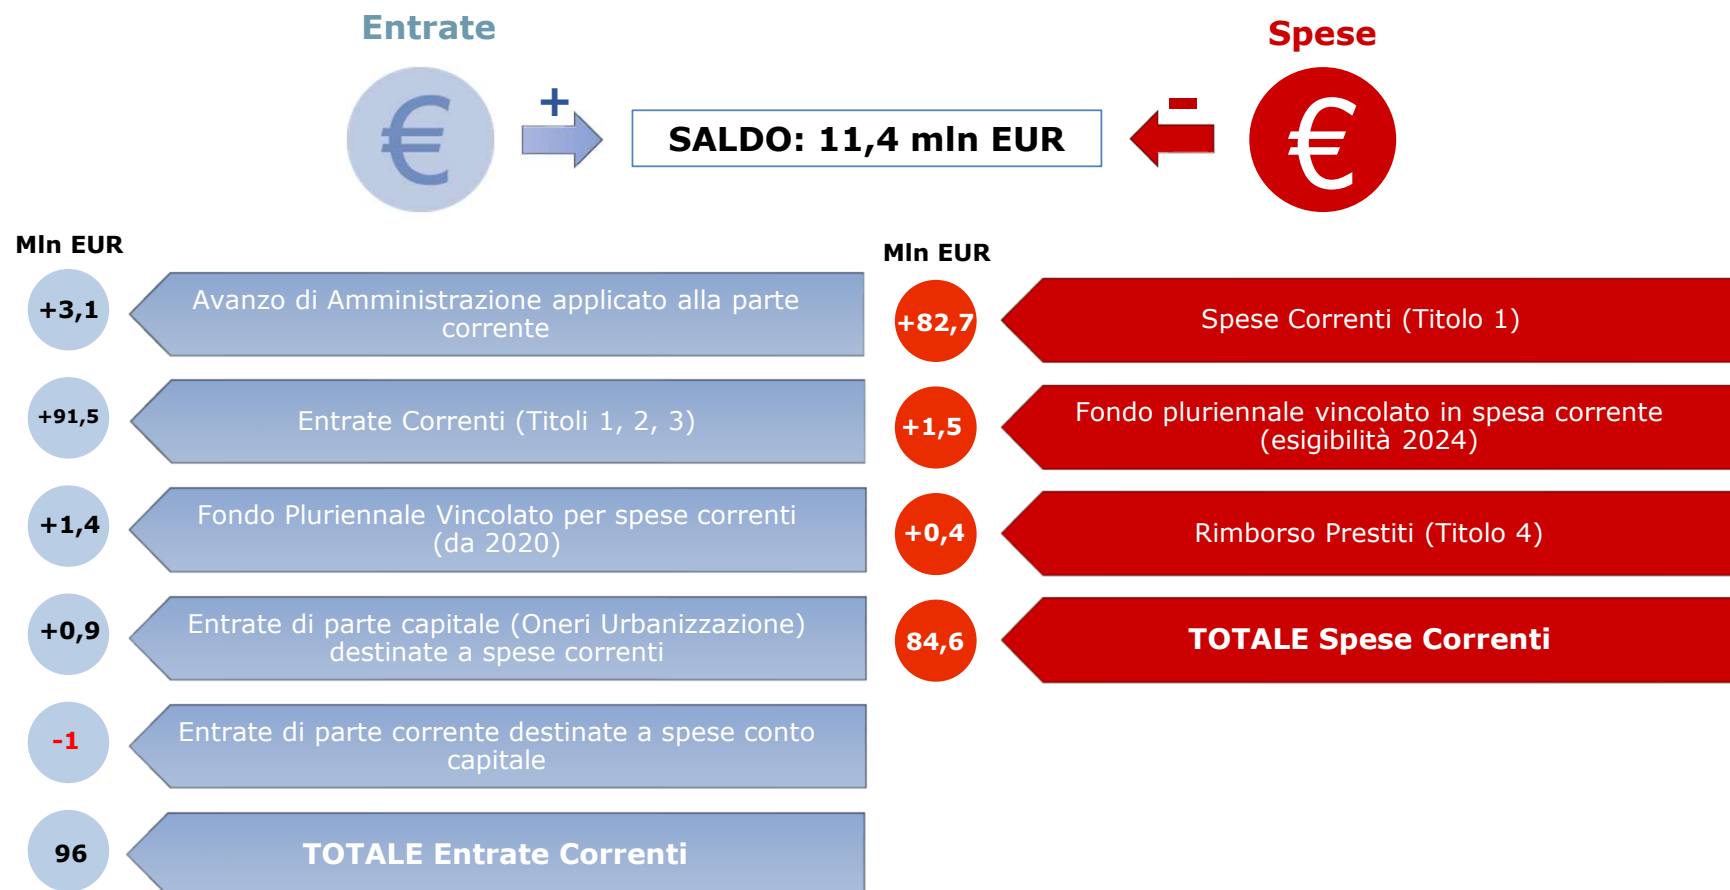 Entrate
Spese
€
+
SALDO: 11,4 mln EUR
-
€
Mln EUR
+3,1
Avanzo di Amministrazione applicato alla parte
corrente
+91,5
Entrate Correnti (Titoli 1, 2, 3)
+1,4
Fondo Pluriennale Vincolato per spese correnti
(da 2020)
+0,9
Entrate di parte capitale (Oneri Urbanizzazione)
destinate a spese correnti
-1
Entrate di parte corrente destinate a spese conto
capitale
96
TOTALE Entrate Correnti
Mln EUR
+82,7
Spese Correnti (Titolo 1)
+1,5
Fondo pluriennale vincolato in spesa corrente
(esigibilità 2024)
+0,4
Rimborso Prestiti (Titolo 4)
84,6
TOTALE Spese Correnti